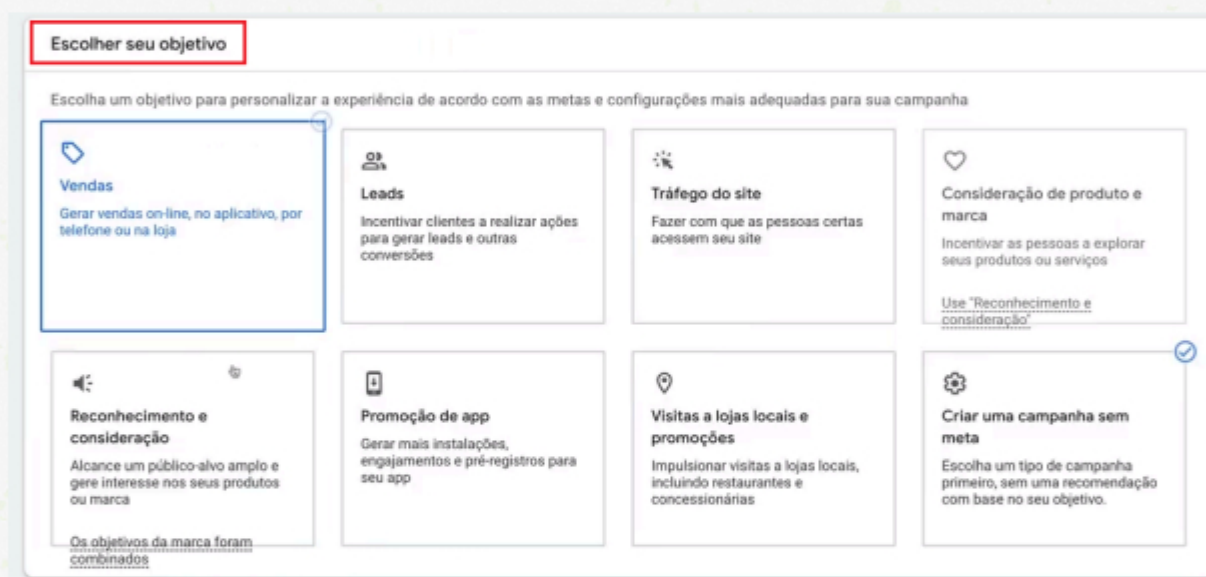 Escolher seu objetivo
Escolha um objetivo para personalizar a experiência de acordo com as metas e configurações mais adequadas para sua campanha
Vendas
Gerar vendas on-line, no aplicativo, por
telefone ou na loja
Leads
Incentivar clientes a realizar ações
para gerar leads e outras
conversões
Tráfego do site
Fazer com que as pessoas certas
acessem seu site
Consideração de produto e
marca
Incentivar as pessoas a explorar
seus produtos ou serviços
Use "Reconhecimento e
consideração"
Reconhecimento e
consideração
Alcance um público-alvo amplo e
gere interesse nos seus produtos
ou marca
Os objetivos da marca foram
combinados
Promoção de app
Gerar mais instalações,
engajamentos e pré-registros para
seu app
Visitas a lojas locais e
promoções
Impulsionar visitas a lojas locais,
incluindo restaurantes e
concessionárias
Criar uma campanha sem
meta
Escolha um tipo de campanha
primeiro, sem uma recomendação
com base no seu objetivo.